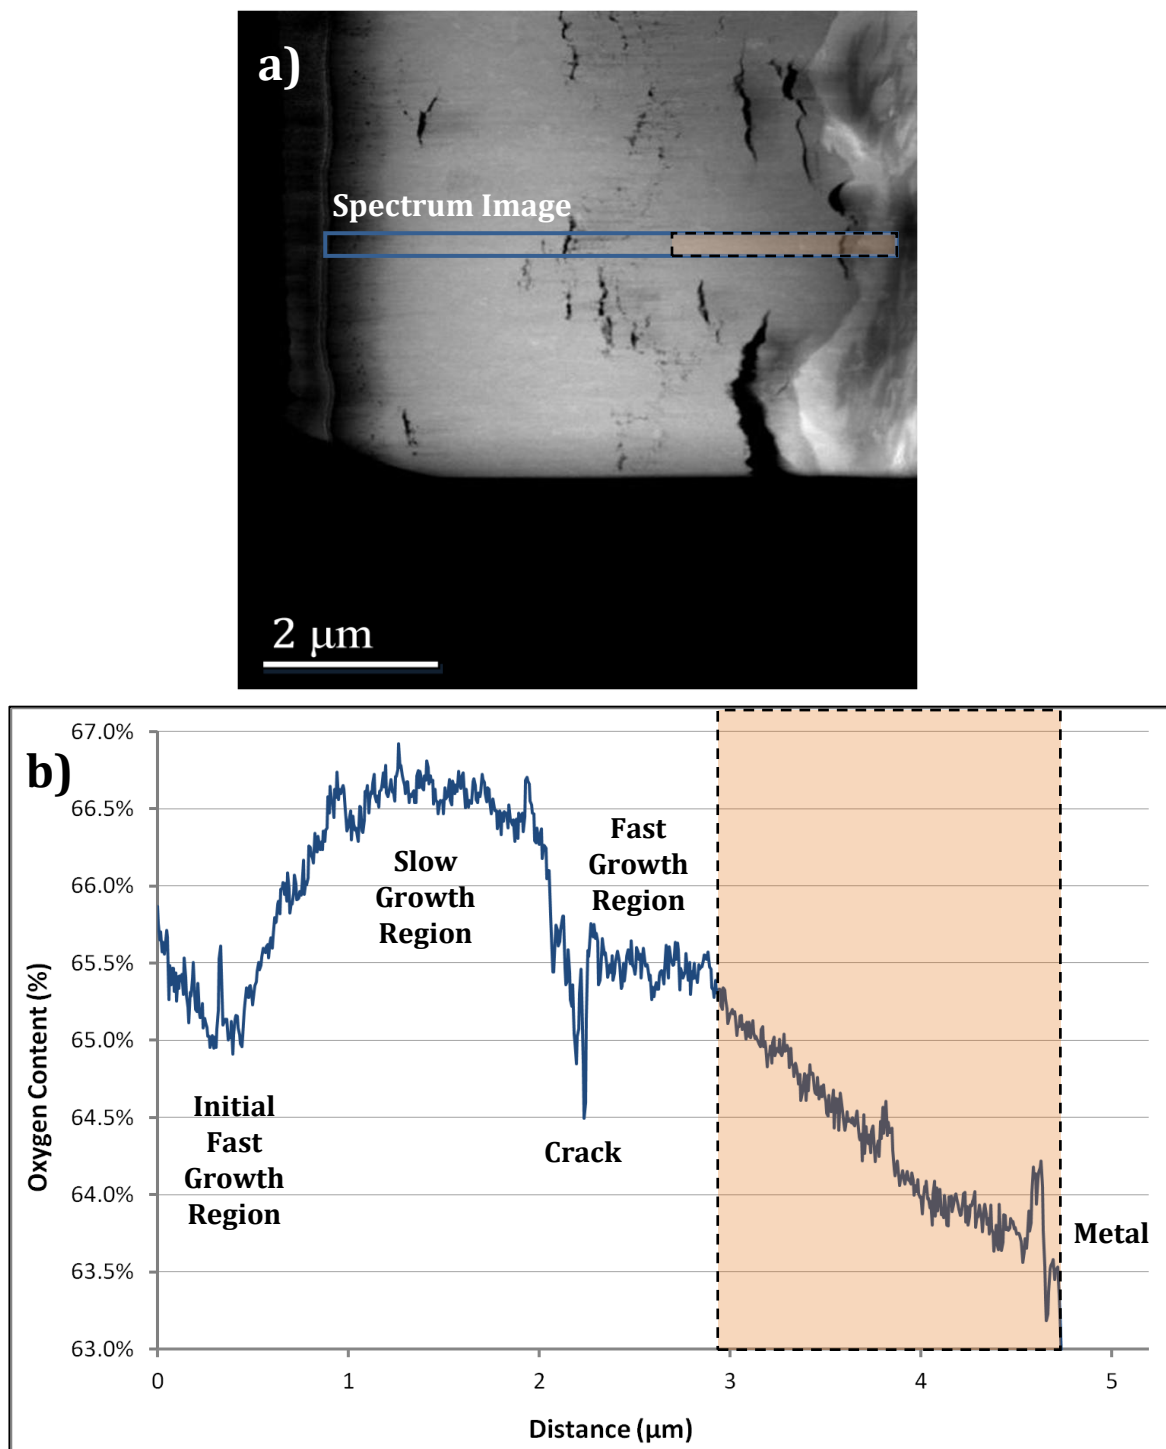 a)
Spectrum Image
2 μm
b)
67.0%
66.5%
66.0%
65.5%
65.0%
64.5%
64.0%
63.5%
63.0%
Oxygen Content (%)
Initial
Fast
Growth
Region
Slow
Growth
Region
Crack
Fast
Growth
Region
Metal
0 1 2 3 4 5
Distance (μm)